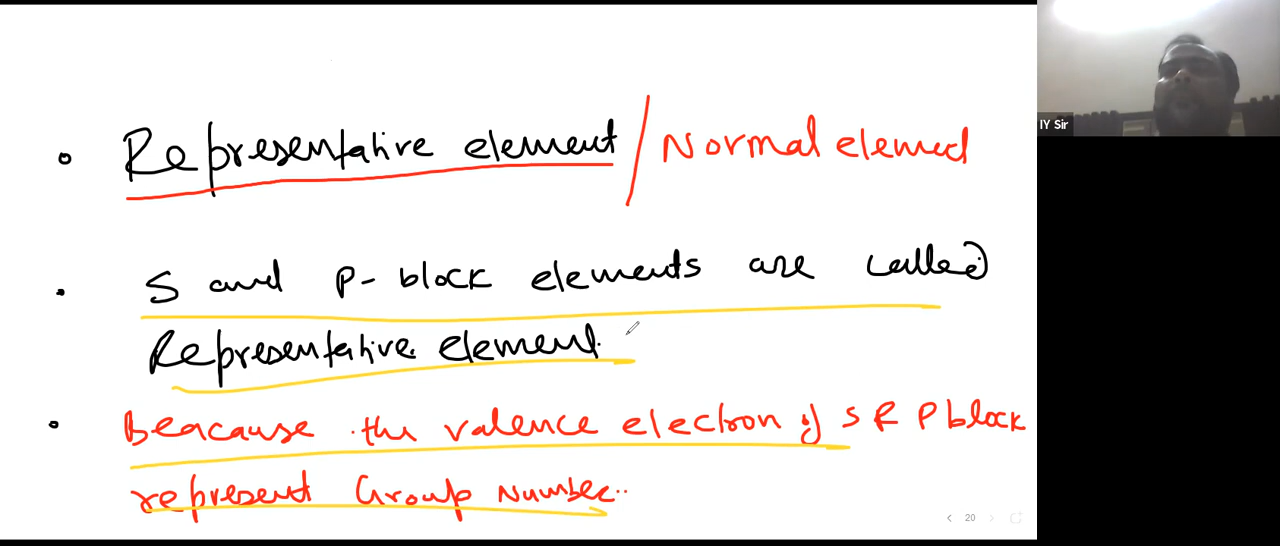 Representative element / Normal element
IY Sir
S and P-block elements are called
Representative element.
Beacause the valence electron of S & P block
represent Group Number..
20